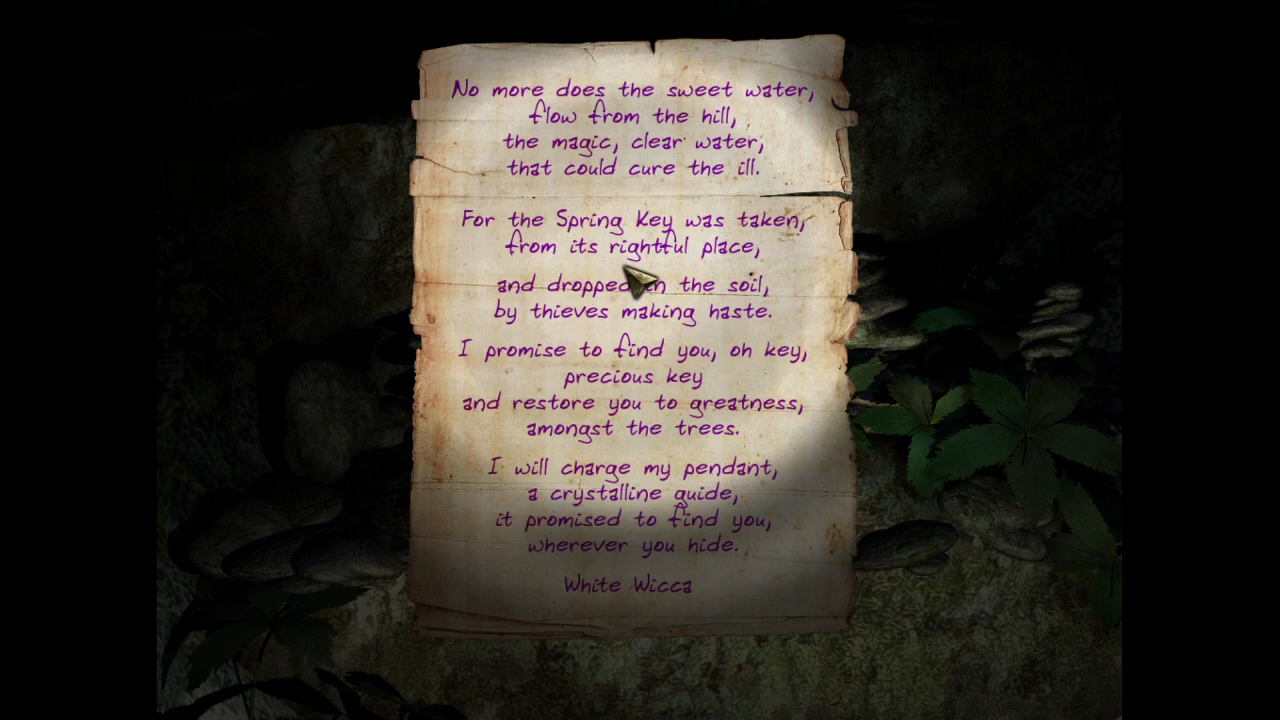 No more does the sweet water,
flow from the hill,
the magic, clear water,
that could cure the ill.
For the Spring Key was taken,
from its rightful place,
and dropped in the soil,
by thieves making haste.
I promise to find you, oh key,
precious key
and restore you to greatness,
amongst the trees.
I will charge my pendant,
a crystalline guide,
it promised to find you,
wherever you hide.
White Wicca